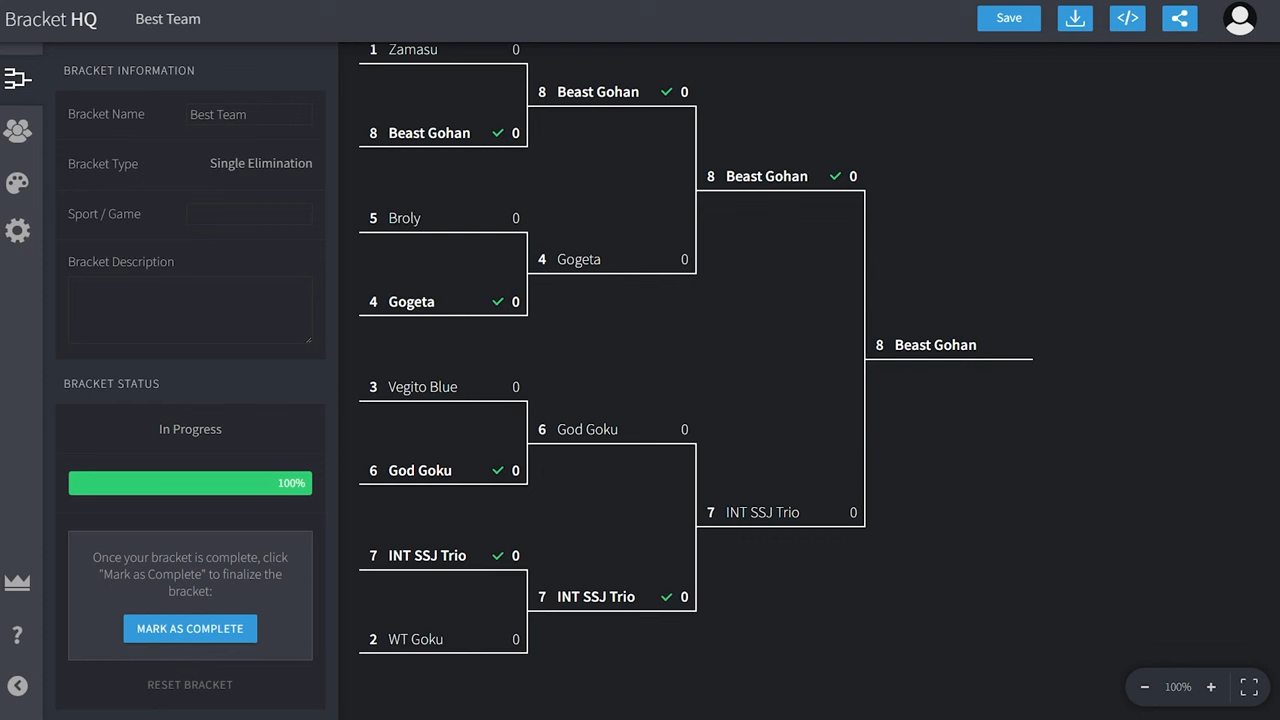 Bracket HQ
Best Team
Save
BRACKET INFORMATION
Bracket Name Best Team
Bracket Type Single Elimination
Sport / Game
Bracket Description
BRACKET STATUS
In Progress
100%
Once your bracket is complete, click
"Mark as Complete" to finalize the
bracket:
MARK AS COMPLETE
RESET BRACKET
?
1 Zamasu 0
8 Beast Gohan 0
5 Broly 0
4 Gogeta 0
3 Vegito Blue 0
6 God Goku 0
7 INT SSJ Trio 0
2 WT Goku 0
8 Beast Gohan 0
4 Gogeta 0
6 God Goku 0
7 INT SSJ Trio 0
8 Beast Gohan 0
7 INT SSJ Trio 0
8 Beast Gohan
− 100% +